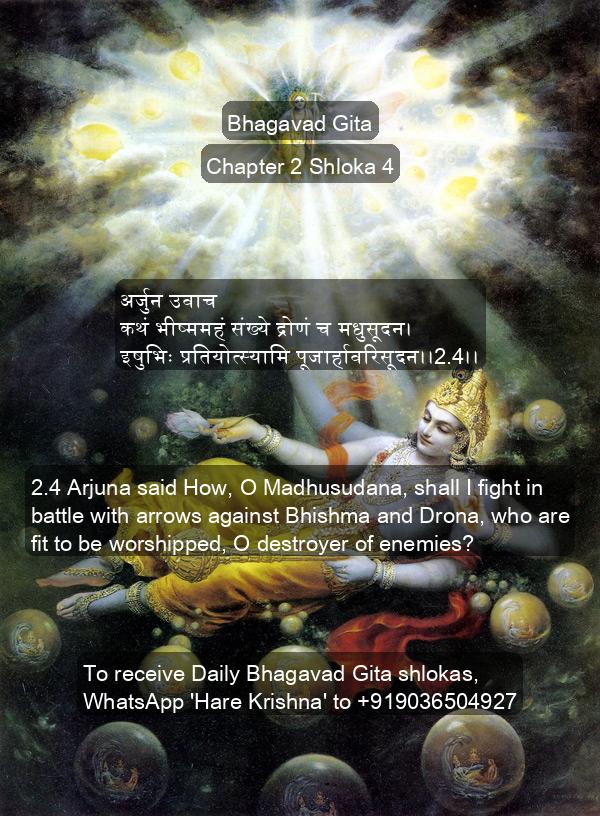 Bhagavad Gita
Chapter 2 Shloka 4
अर्जुन उवाच
कथं भीष्ममहं संख्ये द्रोणं च मधुसूदन।
इषुभिः प्रतियोत्स्यामि पूजार्हावरिसूदन।।2.4।।
2.4 Arjuna said How, O Madhusudana, shall I fight in
battle with arrows against Bhishma and Drona, who are
fit to be worshipped, O destroyer of enemies?
To receive Daily Bhagavad Gita shlokas,
WhatsApp 'Hare Krishna' to +919036504927